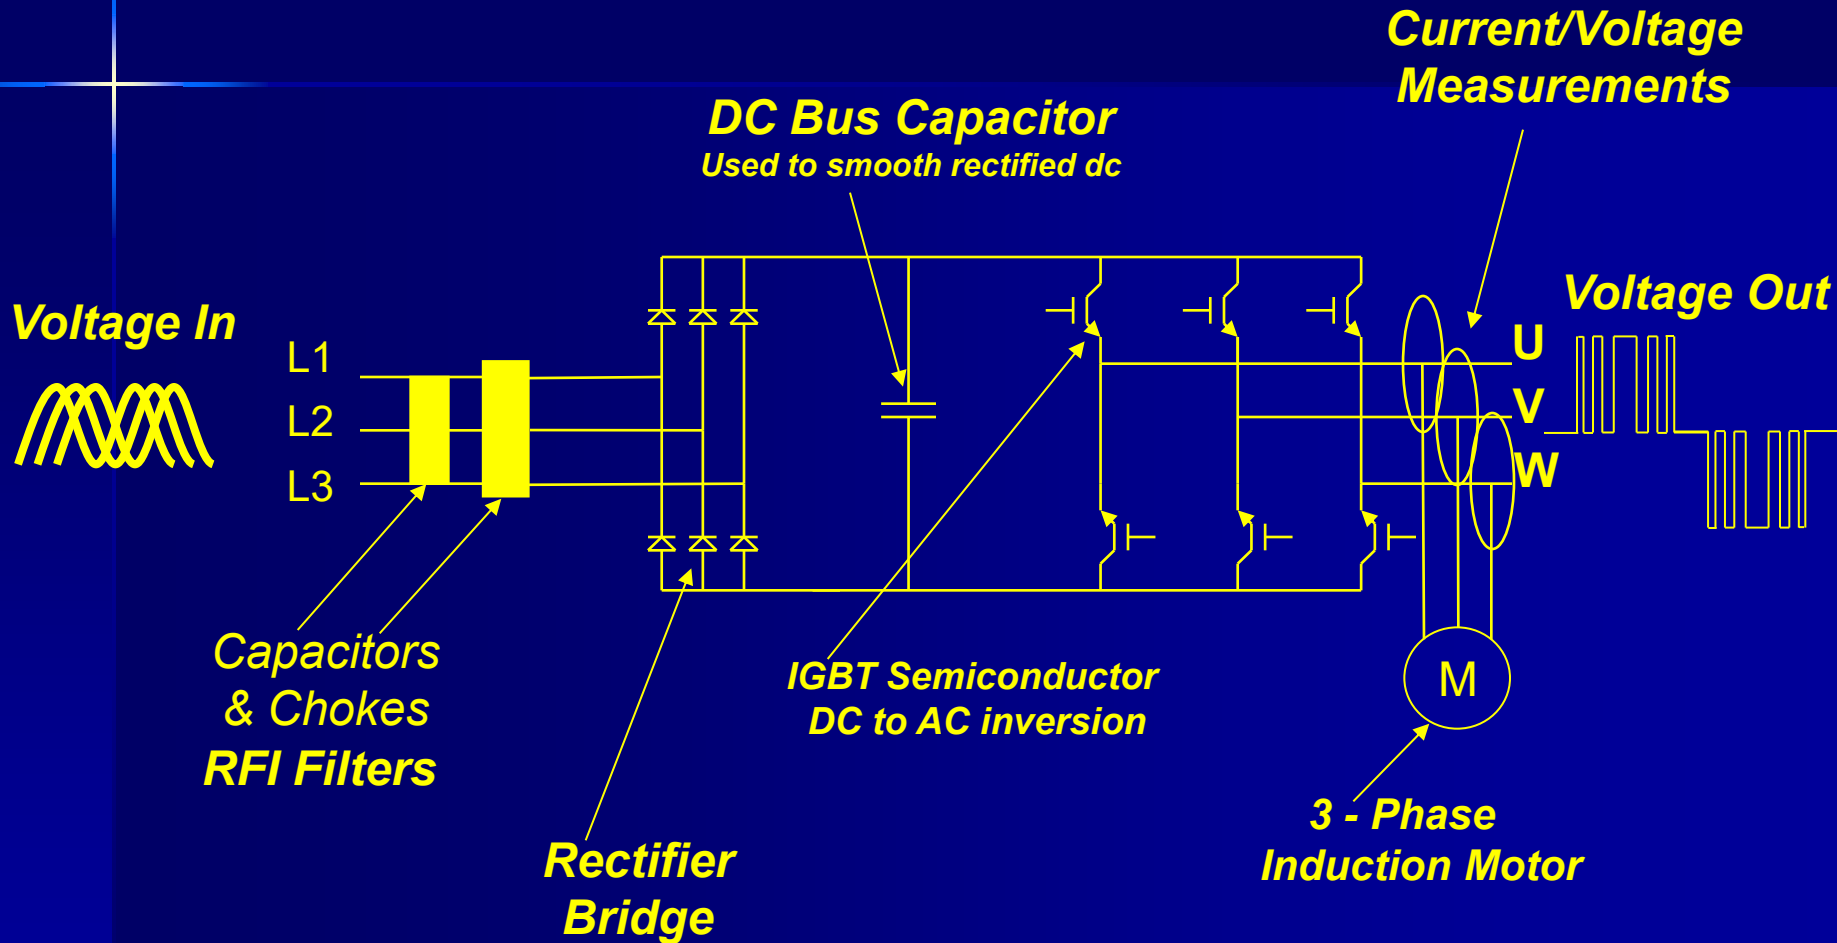 Current/Voltage
Measurements
DC Bus Capacitor
Used to smooth rectified dc
Voltage In
Voltage Out
L1
L2
L3
U
V
W
Capacitors
& Chokes
RFI Filters
IGBT Semiconductor
DC to AC inversion
M
3 - Phase
Induction Motor
Rectifier
Bridge